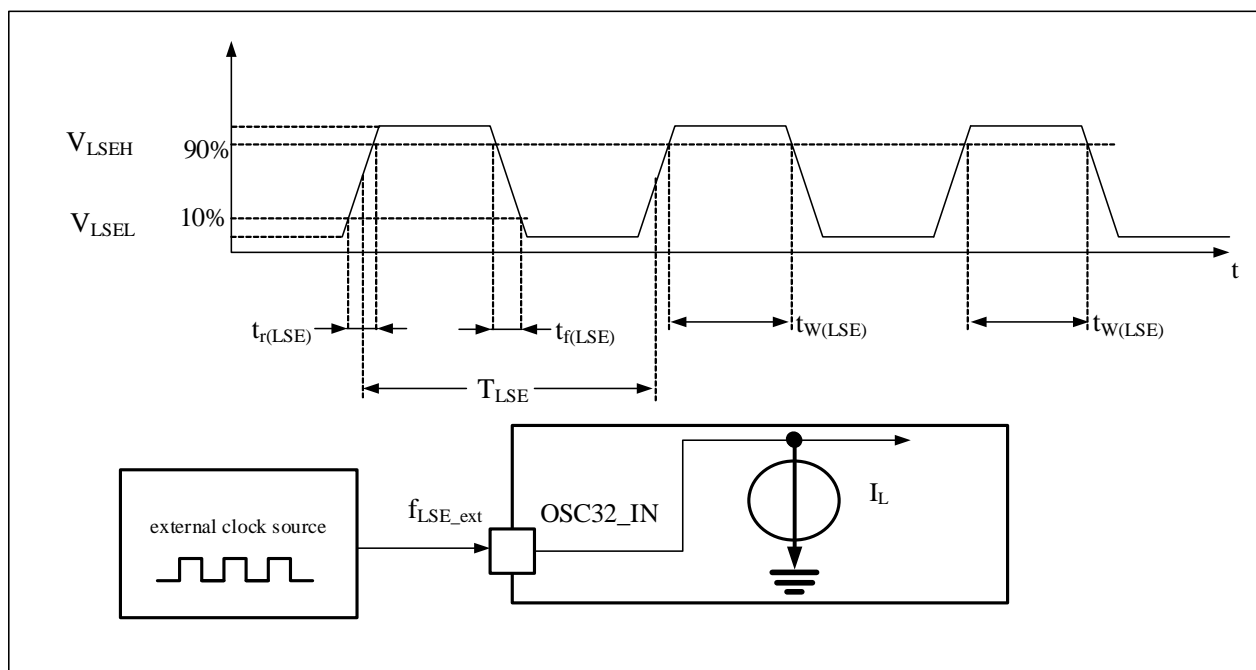 V_LSEH
90%
V_LSEL
10%
t
t_r(LSE)
t_f(LSE)
t_W(LSE)
t_W(LSE)
T_LSE
external clock source
f_LSE_ext
OSC32_IN
I_L